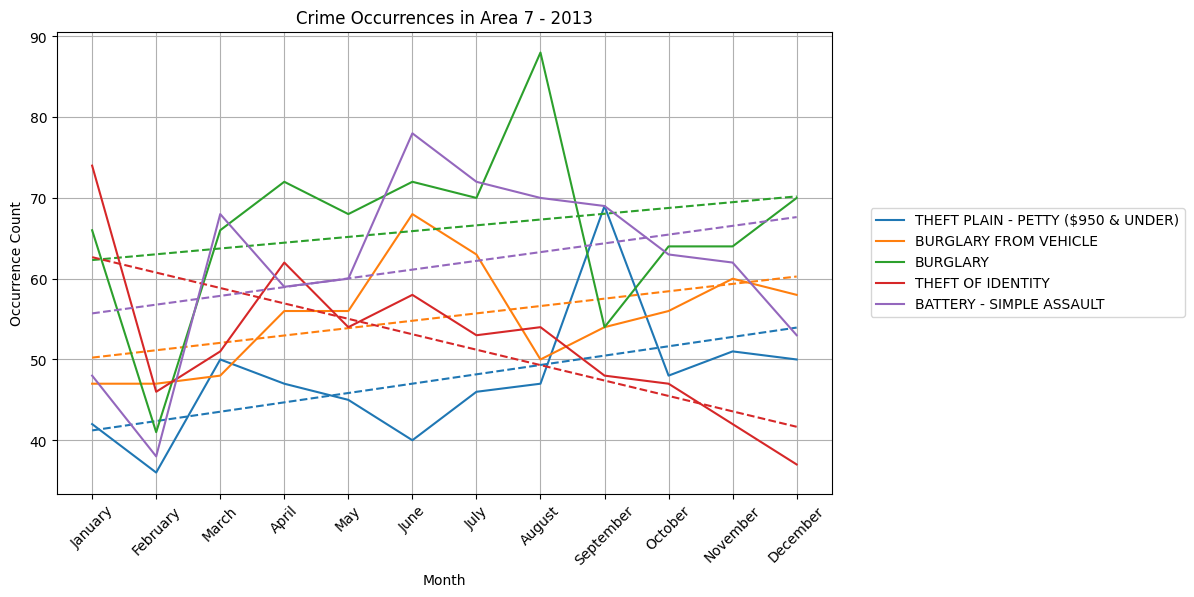 Crime Occurrences in Area 7 - 2013
Occurrence Count
90
80
70
60
50
40
January
February
March
April
May
June
July
August
September
October
November
December
Month
THEFT PLAIN - PETTY ($950 & UNDER)
BURGLARY FROM VEHICLE
BURGLARY
THEFT OF IDENTITY
BATTERY - SIMPLE ASSAULT